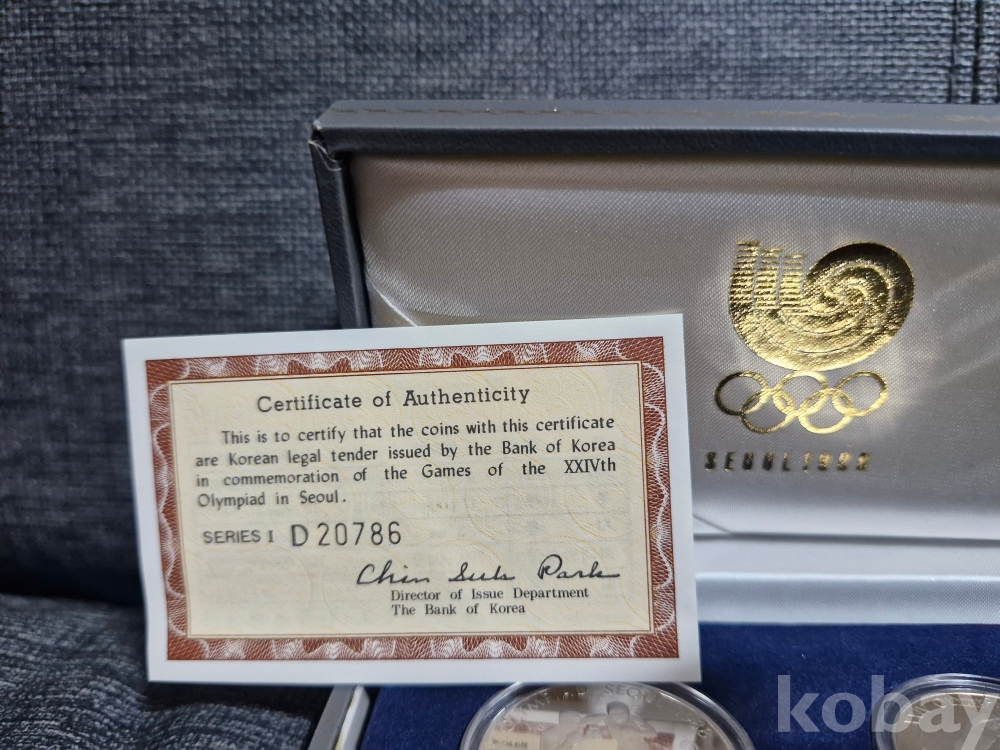 Certificate of Authenticity
This is to certify that the coins with this certificate
are Korean legal tender issued by the Bank of Korea
in commemoration of the Games of the XXIVth
Olympiad in Seoul.
SERIES I D 20786
Chin Suk Park
Director of Issue Department
The Bank of Korea
SEOUL 1988
SEOU
kobay